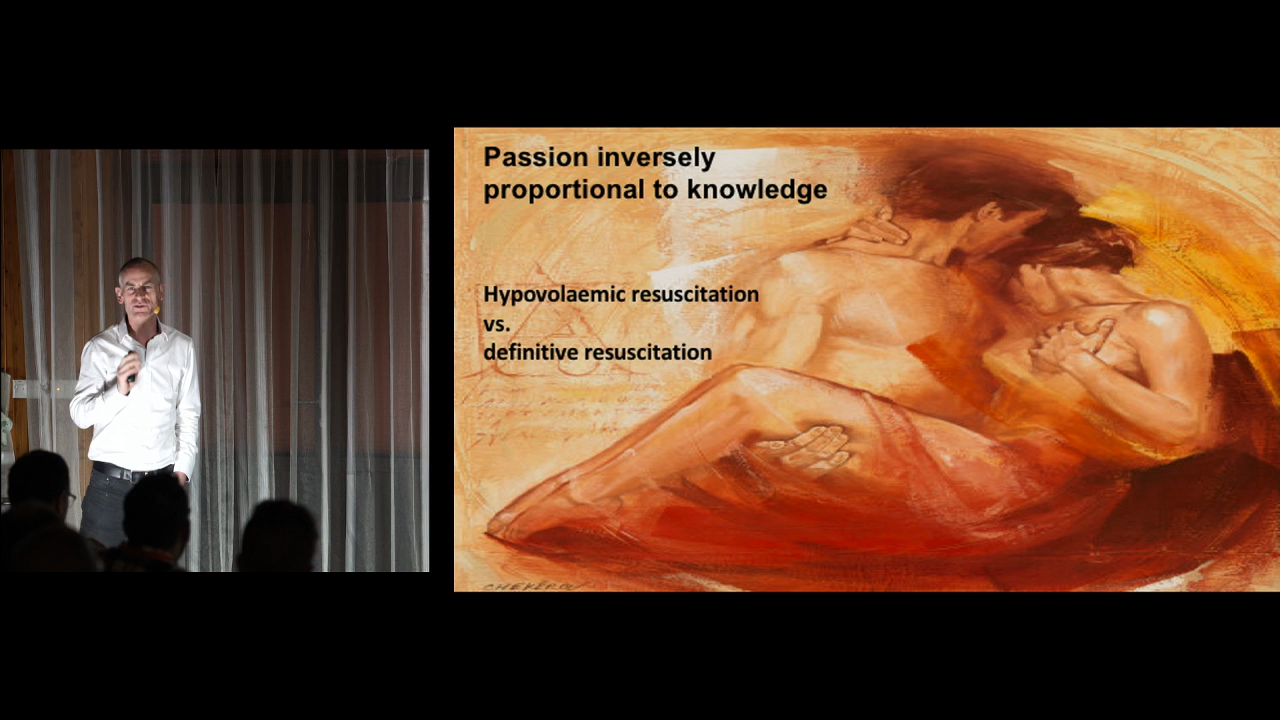 Passion inversely
proportional to knowledge
Hypovolaemic resuscitation
vs.
definitive resuscitation